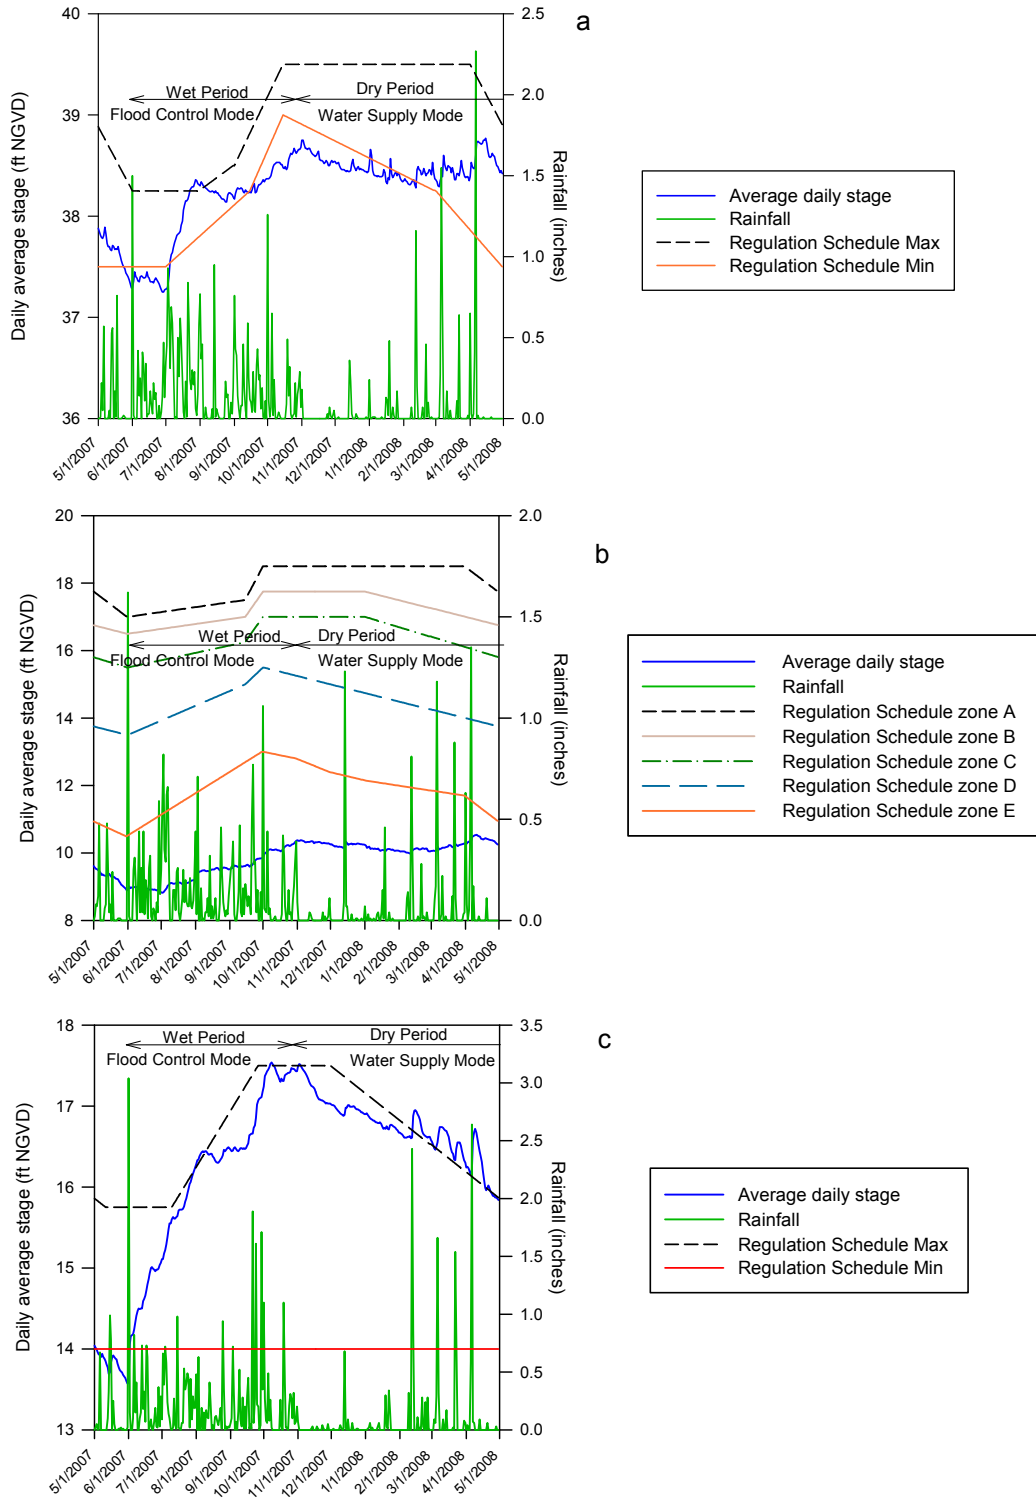 a
40
39
38
37
36
Daily average stage (ft NGVD)
2.5
2.0
1.5
1.0
0.5
0.0
Rainfall (inches)
Wet Period
Dry Period
Flood Control Mode
Water Supply Mode
5/1/2007
6/1/2007
7/1/2007
8/1/2007
9/1/2007
10/1/2007
11/1/2007
12/1/2007
1/1/2008
2/1/2008
3/1/2008
4/1/2008
5/1/2008
Average daily stage
Rainfall
Regulation Schedule Max
Regulation Schedule Min
b
20
18
16
14
12
10
8
Daily average stage (ft NGVD)
2.0
1.5
1.0
0.5
0.0
Rainfall (inches)
Wet Period
Dry Period
Flood Control Mode
Water Supply Mode
5/1/2007
6/1/2007
7/1/2007
8/1/2007
9/1/2007
10/1/2007
11/1/2007
12/1/2007
1/1/2008
2/1/2008
3/1/2008
4/1/2008
5/1/2008
Average daily stage
Rainfall
Regulation Schedule zone A
Regulation Schedule zone B
Regulation Schedule zone C
Regulation Schedule zone D
Regulation Schedule zone E
c
18
17
16
15
14
13
Daily average stage (ft NGVD)
3.5
3.0
2.5
2.0
1.5
1.0
0.5
0.0
Rainfall (inches)
Wet Period
Dry Period
Flood Control Mode
Water Supply Mode
5/1/2007
6/1/2007
7/1/2007
8/1/2007
9/1/2007
10/1/2007
11/1/2007
12/1/2007
1/1/2008
2/1/2008
3/1/2008
4/1/2008
5/1/2008
Average daily stage
Rainfall
Regulation Schedule Max
Regulation Schedule Min